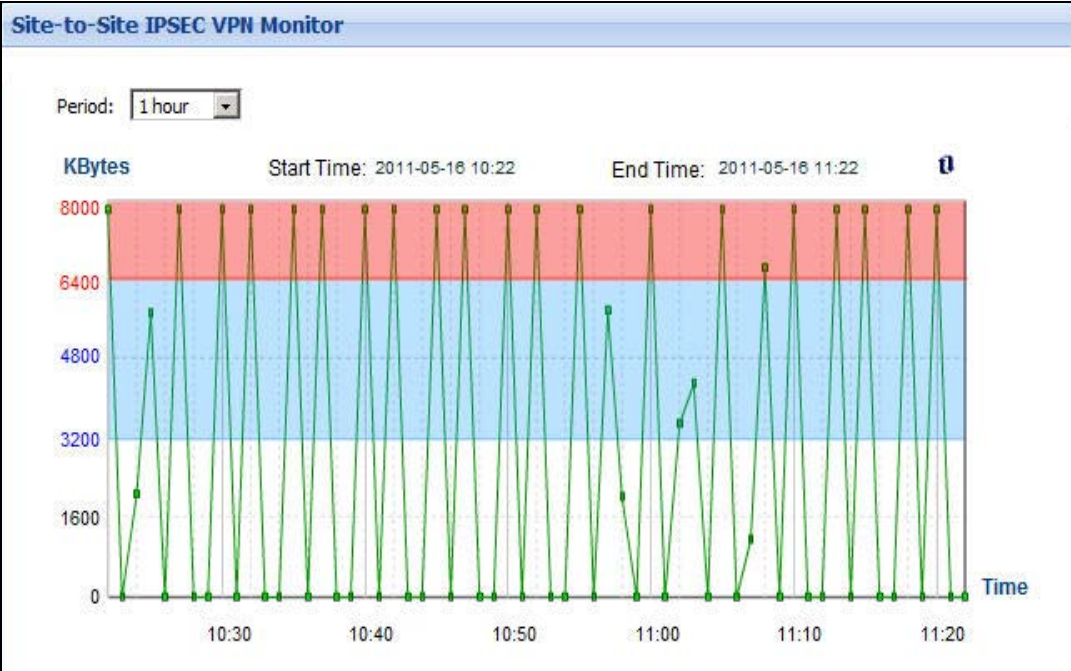 Site-to-Site IPSEC VPN Monitor
Period: 1 hour
KBytes Start Time: 2011-05-16 10:22 End Time: 2011-05-16 11:22
8000
6400
4800
3200
1600
0
Time
10:30 10:40 10:50 11:00 11:10 11:20